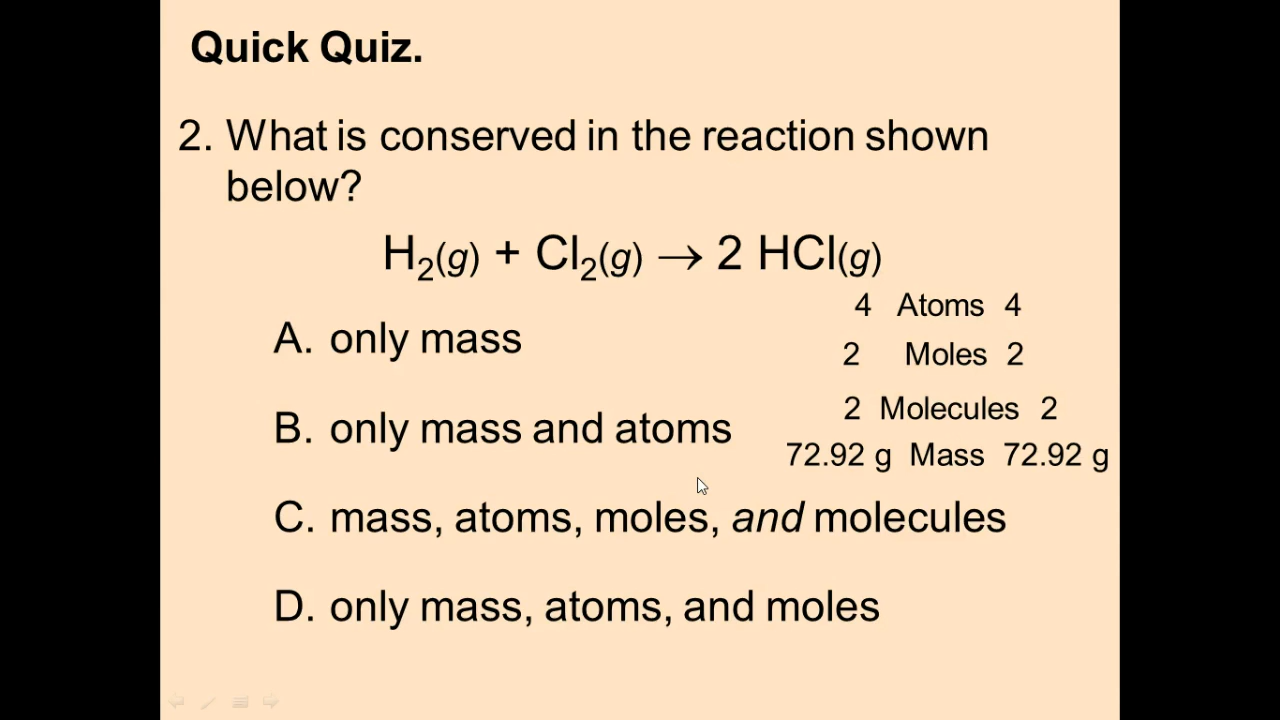 Quick Quiz.
2. What is conserved in the reaction shown
below?
H₂(g) + Cl₂(g) → 2 HCl(g)
4 Atoms 4
A. only mass
2 Moles 2
2 Molecules 2
B. only mass and atoms
72.92 g Mass 72.92 g
C. mass, atoms, moles, and molecules
D. only mass, atoms, and moles